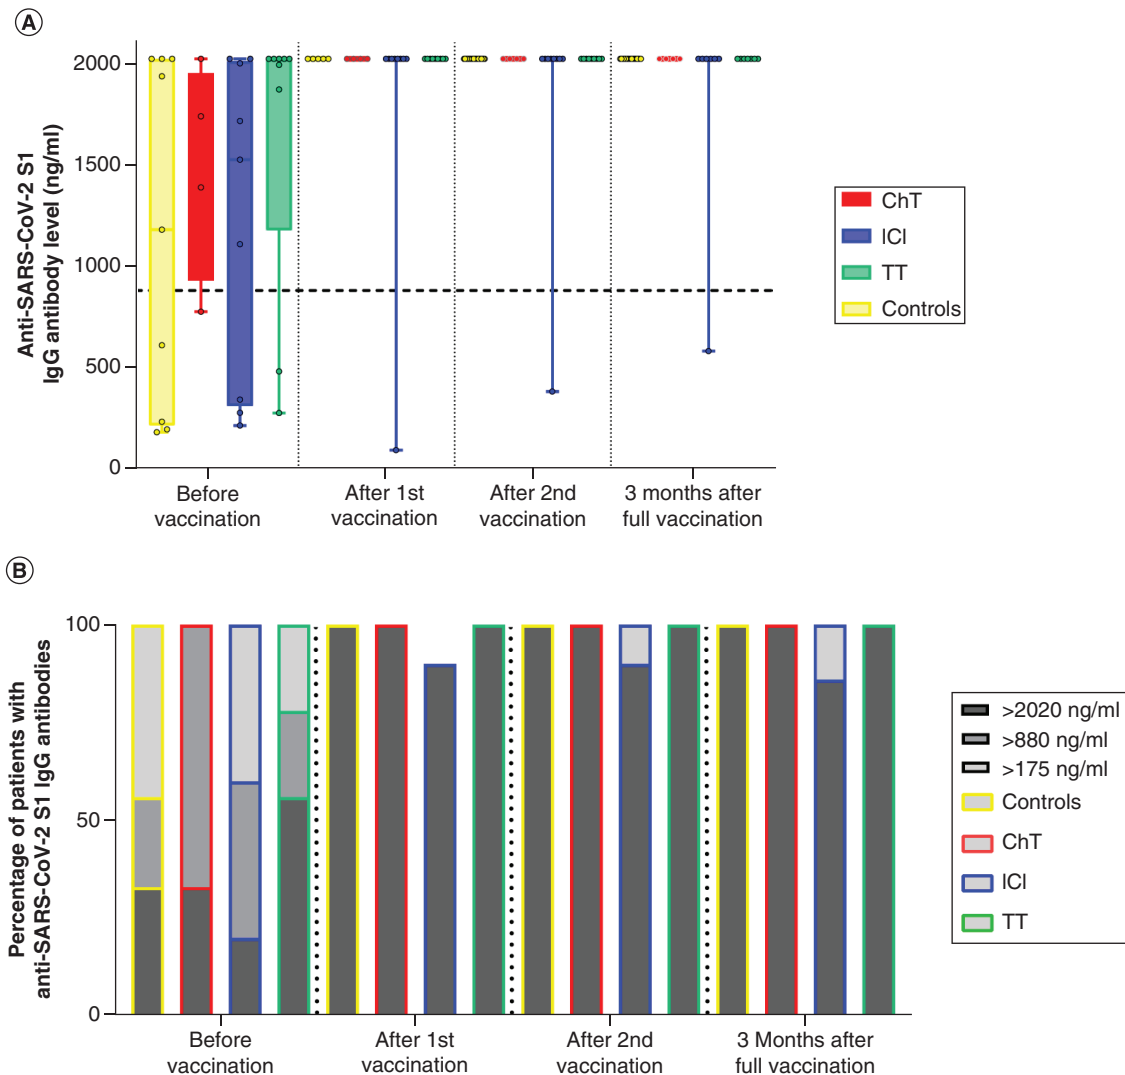 A
Anti-SARS-CoV-2 S1
IgG antibody level (ng/ml)
2000
1500
1000
500
0
Before
vaccination
After 1st
vaccination
After 2nd
vaccination
3 months after
full vaccination
ChT
ICI
TT
Controls
B
Percentage of patients with
anti-SARS-CoV-2 S1 IgG antibodies
100
50
0
Before
vaccination
After 1st
vaccination
After 2nd
vaccination
3 Months after
full vaccination
>2020 ng/ml
>880 ng/ml
>175 ng/ml
Controls
ChT
ICI
TT